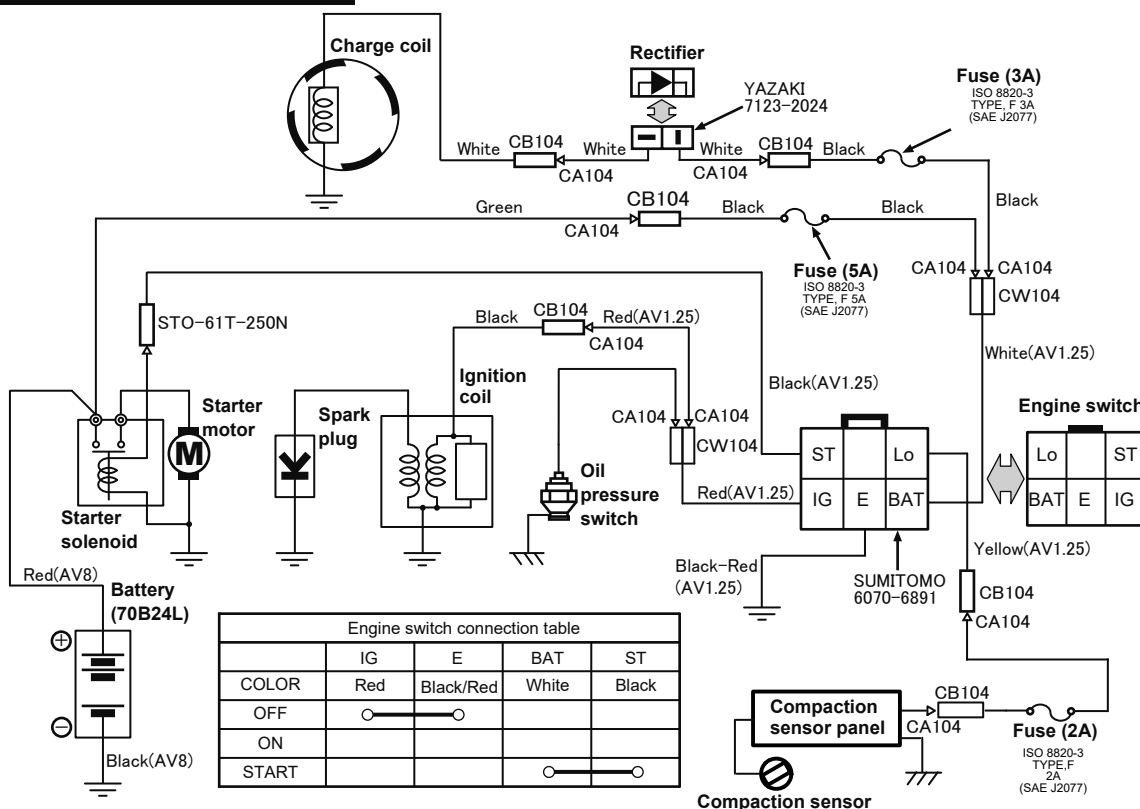 Charge coil
Rectifier
YAZAKI
7123-2024
Fuse (3A)
ISO 8820-3
TYPE, F 3A
(SAE J2077)
White
CB104
White
CA104
White
CB104
CA104
Black
Black
Green
CA104
CB104
Black
Black
Fuse (5A)
ISO 8820-3
TYPE, F 5A
(SAE J2077)
CA104
CA104
CW104
White(AV1.25)
STO-61T-250N
Black
CB104
Red(AV1.25)
CA104
Black(AV1.25)
Starter
motor
M
Starter
solenoid
Spark
plug
Ignition
coil
Oil
pressure
switch
CA104
CA104
CW104
Red(AV1.25)
ST
Lo
IG
E
BAT
Engine switch
Lo
ST
BAT
E
IG
Black-Red
(AV1.25)
SUMITOMO
6070-6891
Yellow(AV1.25)
CB104
CA104
Red(AV8)
Battery
(70B24L)
Black(AV8)
Engine switch connection table
IG E BAT ST
COLOR Red Black/Red White Black
OFF
ON
START
Compaction
sensor panel
CB104
CA104
Fuse (2A)
ISO 8820-3
TYPE,F
2A
(SAE J2077)
Compaction sensor